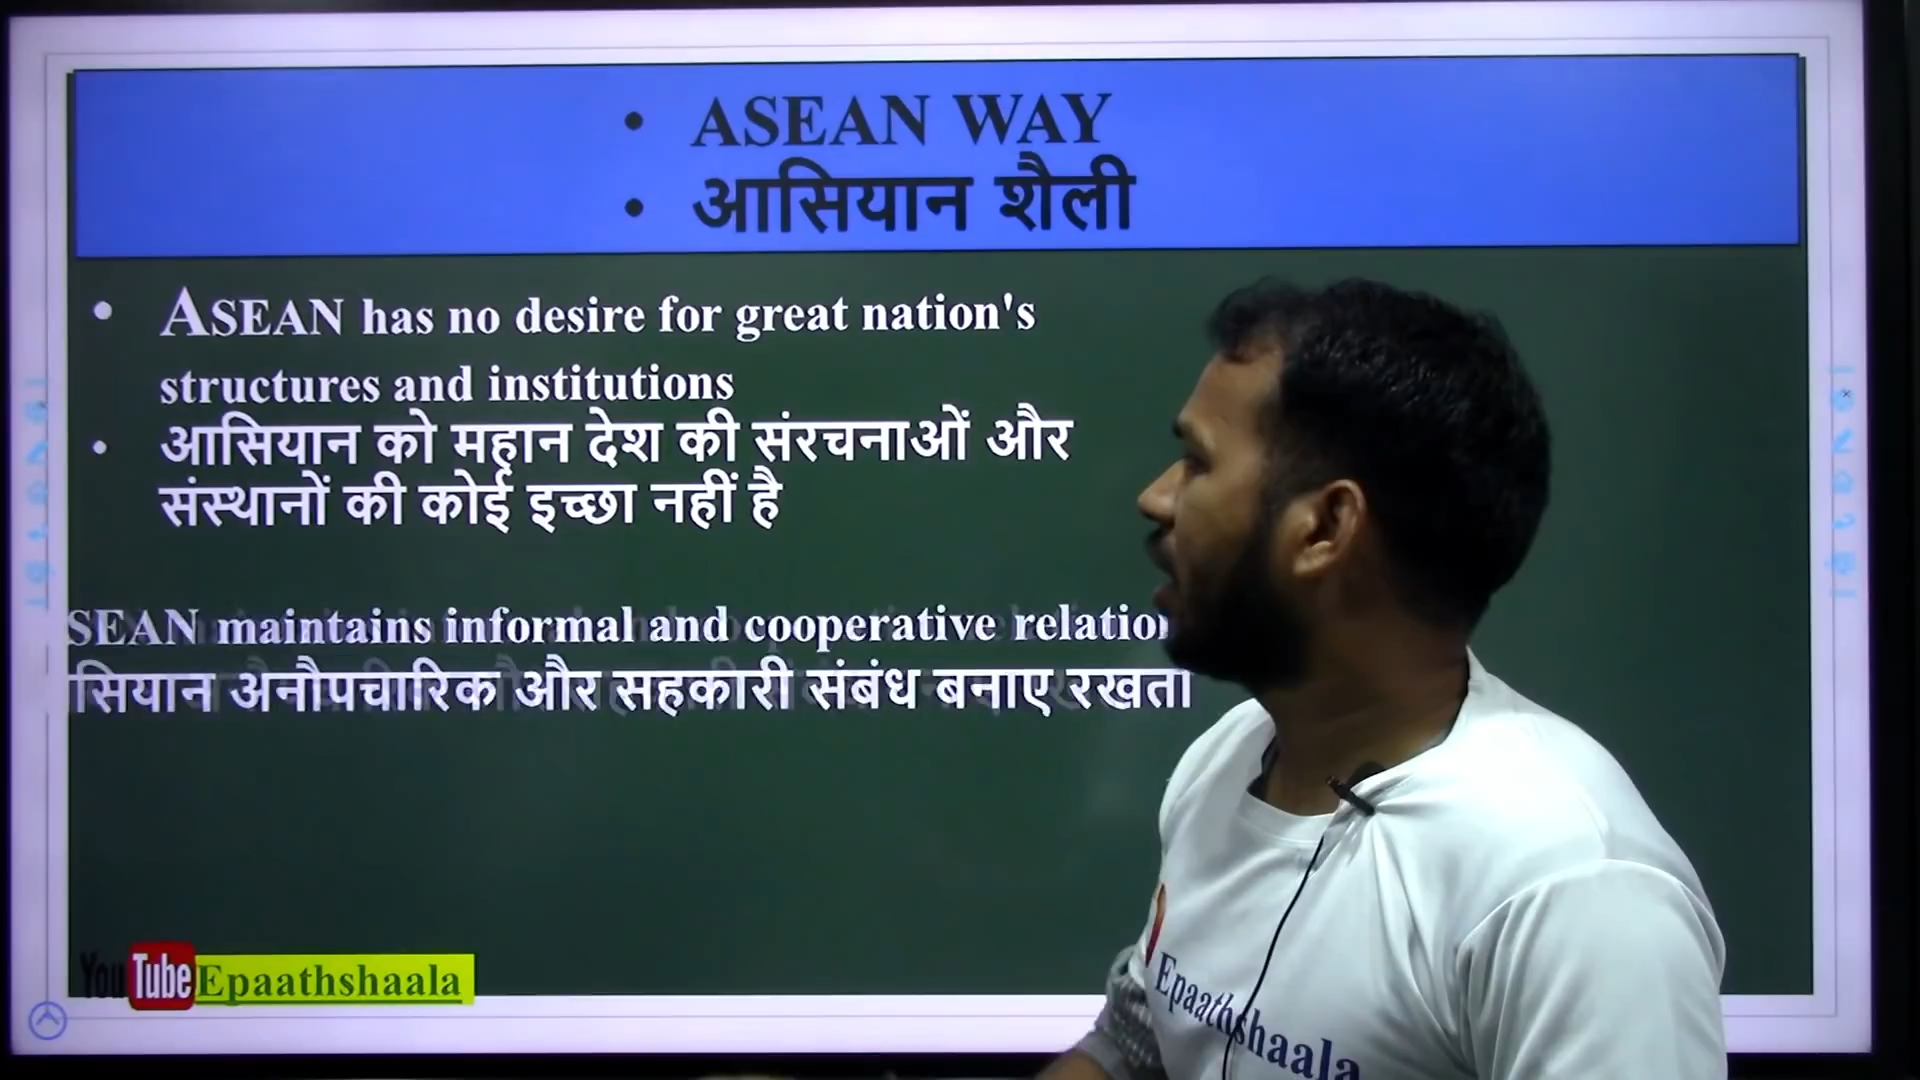 ASEAN WAY
आसियान शैली
ASEAN has no desire for great nation's
structures and institutions
आसियान को महान देश की संरचनाओं और
संस्थानों की कोई इच्छा नहीं है
SEAN maintains informal and cooperative relation
सियान अनौपचारिक और सहकारी संबंध बनाए रखता
YouTube Epaathshaala
Epaathshaala